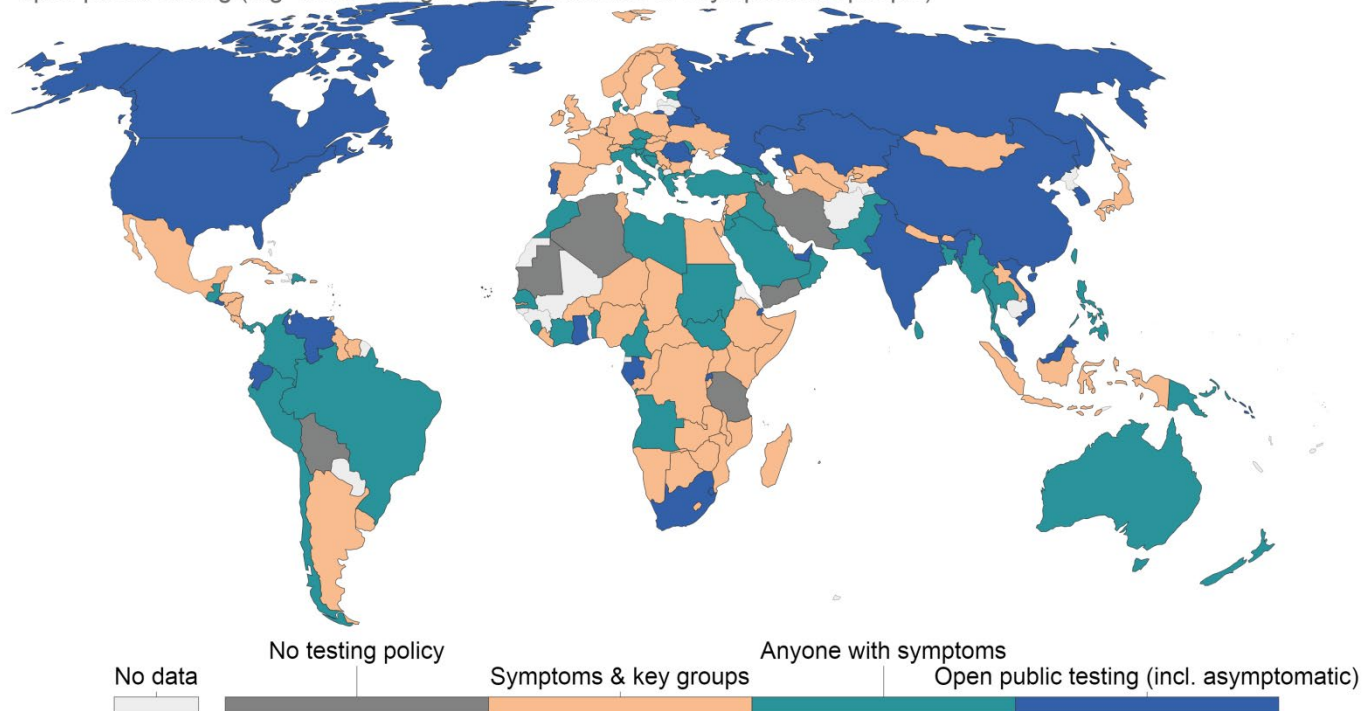 No testing policy
Anyone with symptoms
No data
Symptoms & key groups
Open public testing (incl. asymptomatic)